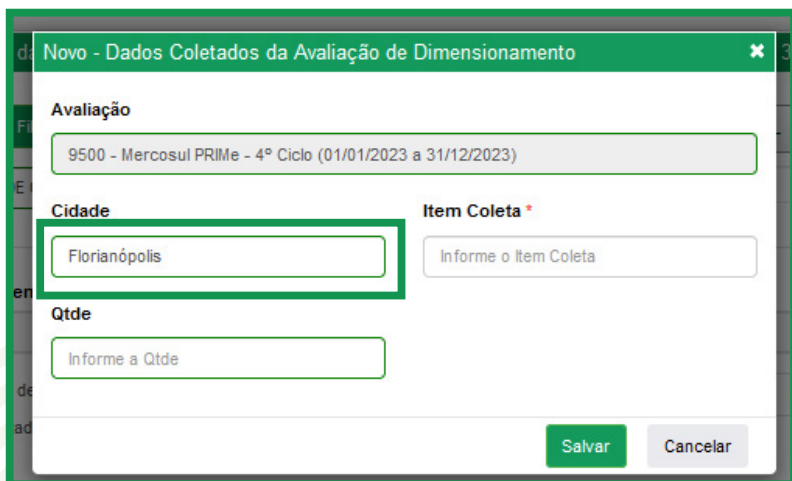 Novo - Dados Coletados da Avaliação de Dimensionamento
Avaliação
9500 - Mercosul PRIMe - 4º Ciclo (01/01/2023 a 31/12/2023)
Cidade
Item Coleta *
Florianópolis
Informe o Item Coleta
Qtde
Informe a Qtde
Salvar
Cancelar